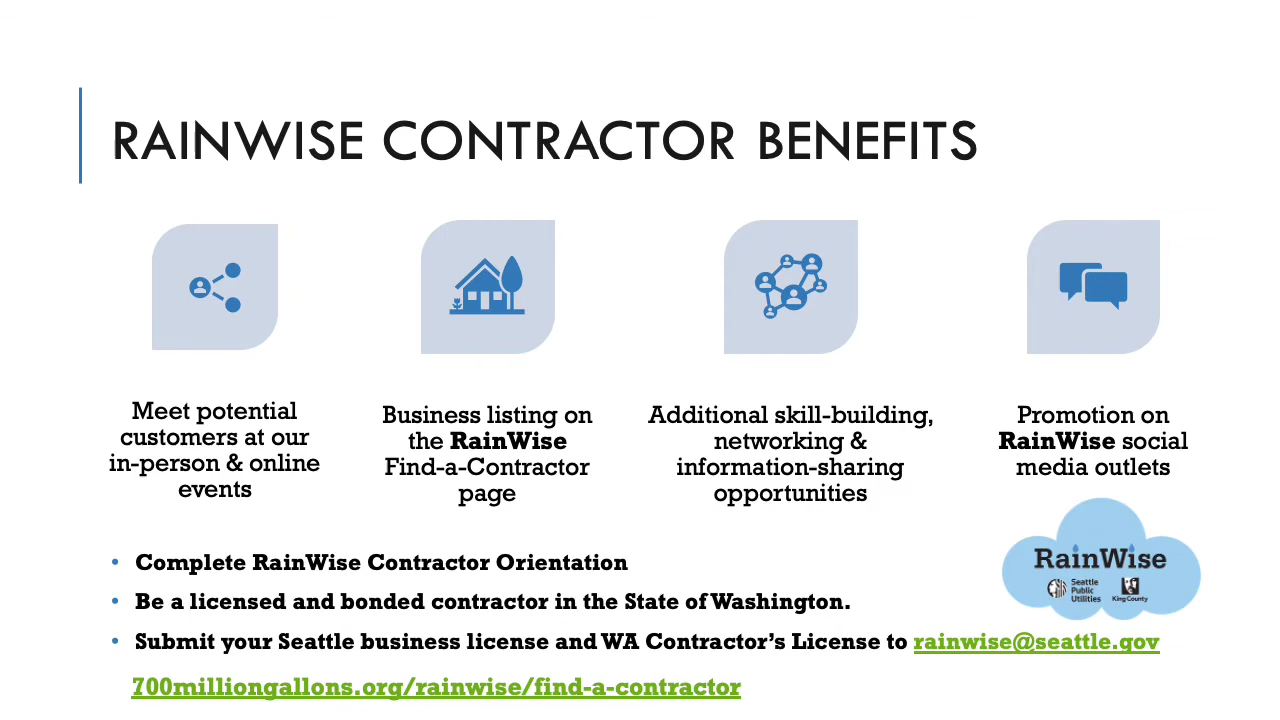 RAINWISE CONTRACTOR BENEFITS
Meet potential
customers at our
in-person & online
events
Business listing on
the RainWise
Find-a-Contractor
page
Additional skill-building,
networking &
information-sharing
opportunities
Promotion on
RainWise social
media outlets
• Complete RainWise Contractor Orientation
• Be a licensed and bonded contractor in the State of Washington.
• Submit your Seattle business license and WA Contractor's License to rainwise@seattle.gov
700milliongallons.org/rainwise/find-a-contractor
RainWise
Seattle
Public
Utilities
King County